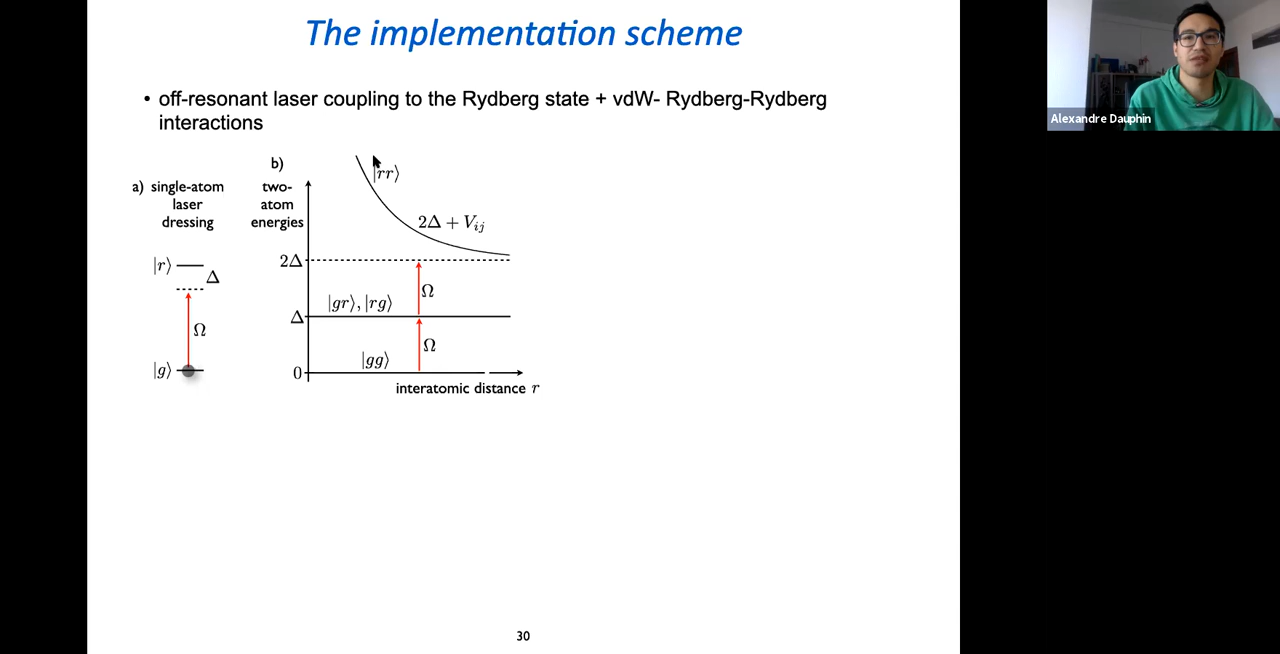 The implementation scheme
• off-resonant laser coupling to the Rydberg state + vdW- Rydberg-Rydberg
interactions
a) single-atom
laser
dressing
|r⟩
Δ
Ω
|g⟩
b)
two-
atom
energies
|rr⟩
2Δ + Vij
2Δ
Ω
|gr⟩, |rg⟩
Δ
Ω
|gg⟩
0
interatomic distance r
30
Alexandre Dauphin